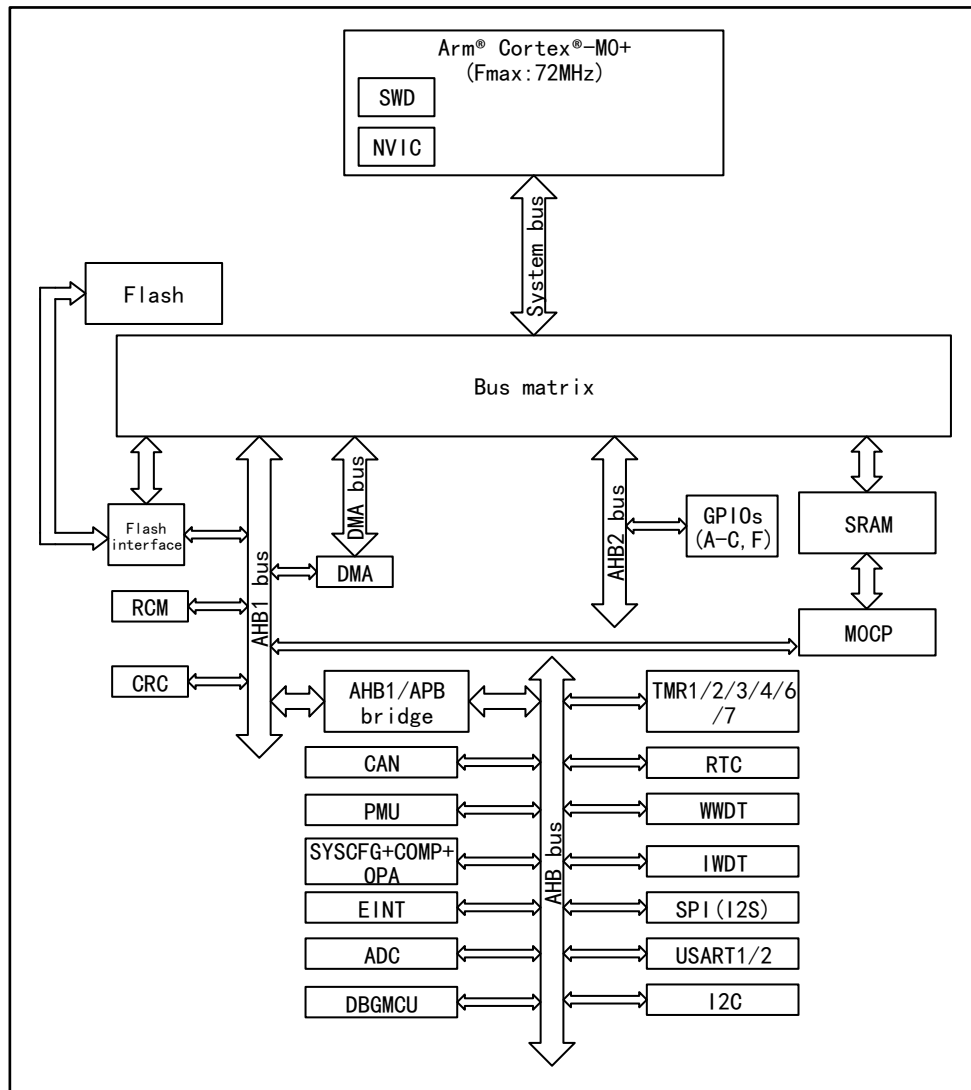 Arm® Cortex®-M0+
(Fmax:72MHz)
SWD
NVIC
System bus
Flash
Bus matrix
Flash
interface
AHB1 bus
DMA bus
DMA
AHB2 bus
GPIOs
(A-C,F)
SRAM
RCM
M0CP
CRC
AHB1/APB
bridge
AHB bus
TMR1/2/3/4/6
/7
CAN
RTC
PMU
WWDT
SYSCFG+COMP+
OPA
IWDT
EINT
SPI(I2S)
ADC
USART1/2
DBGMCU
I2C